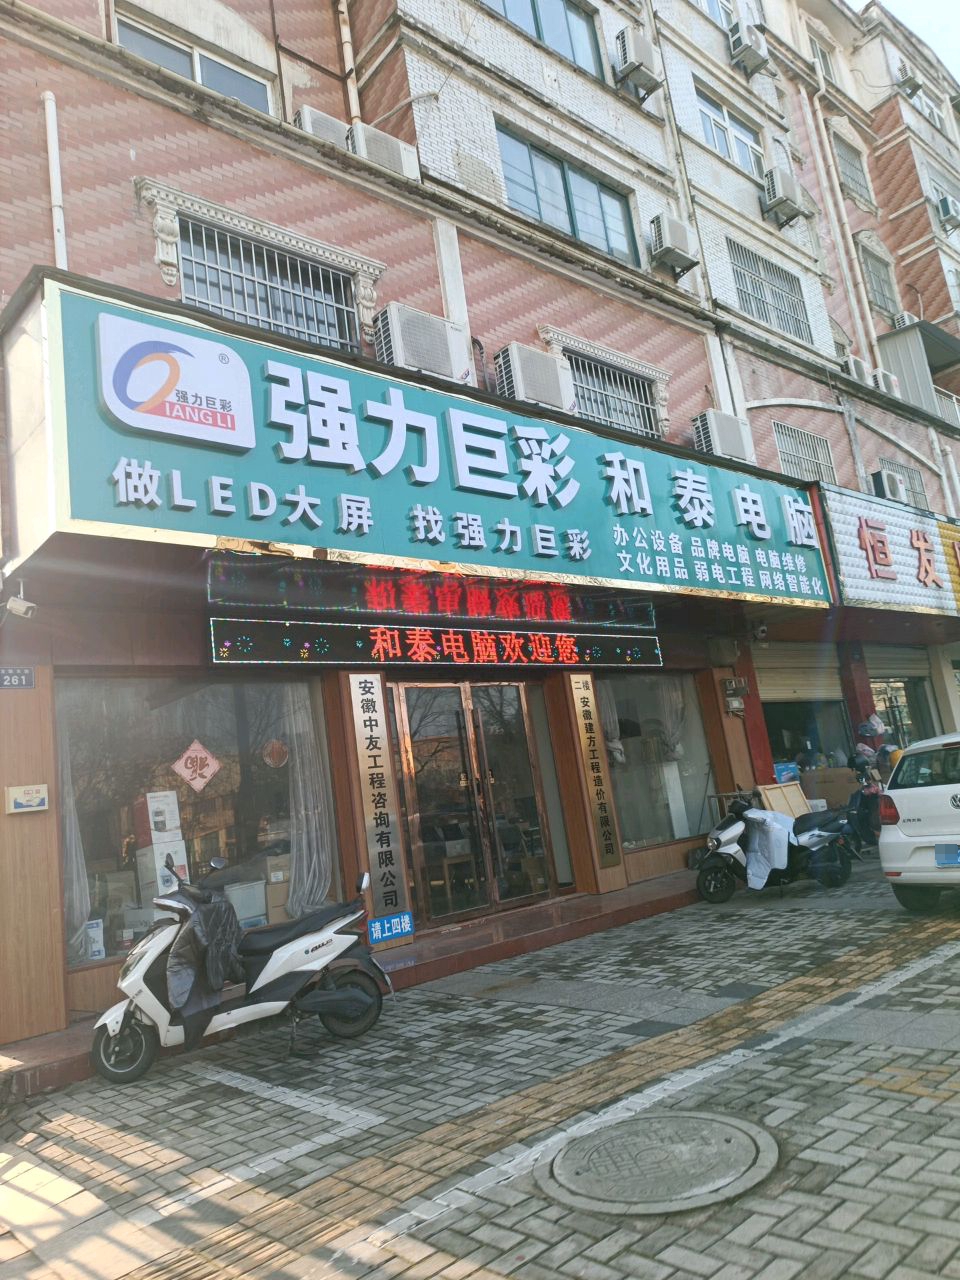 强力巨彩
®
强力巨彩
IANGLI
和泰电脑
做LED大屏 找强力巨彩
办公设备 品牌电脑 电脑维修
文化用品 弱电工程 网络智能化
恒发
和泰电脑欢迎您
261
安徽中友工程咨询有限公司
请上四楼
二楼 安徽建方工程造价有限公司
福